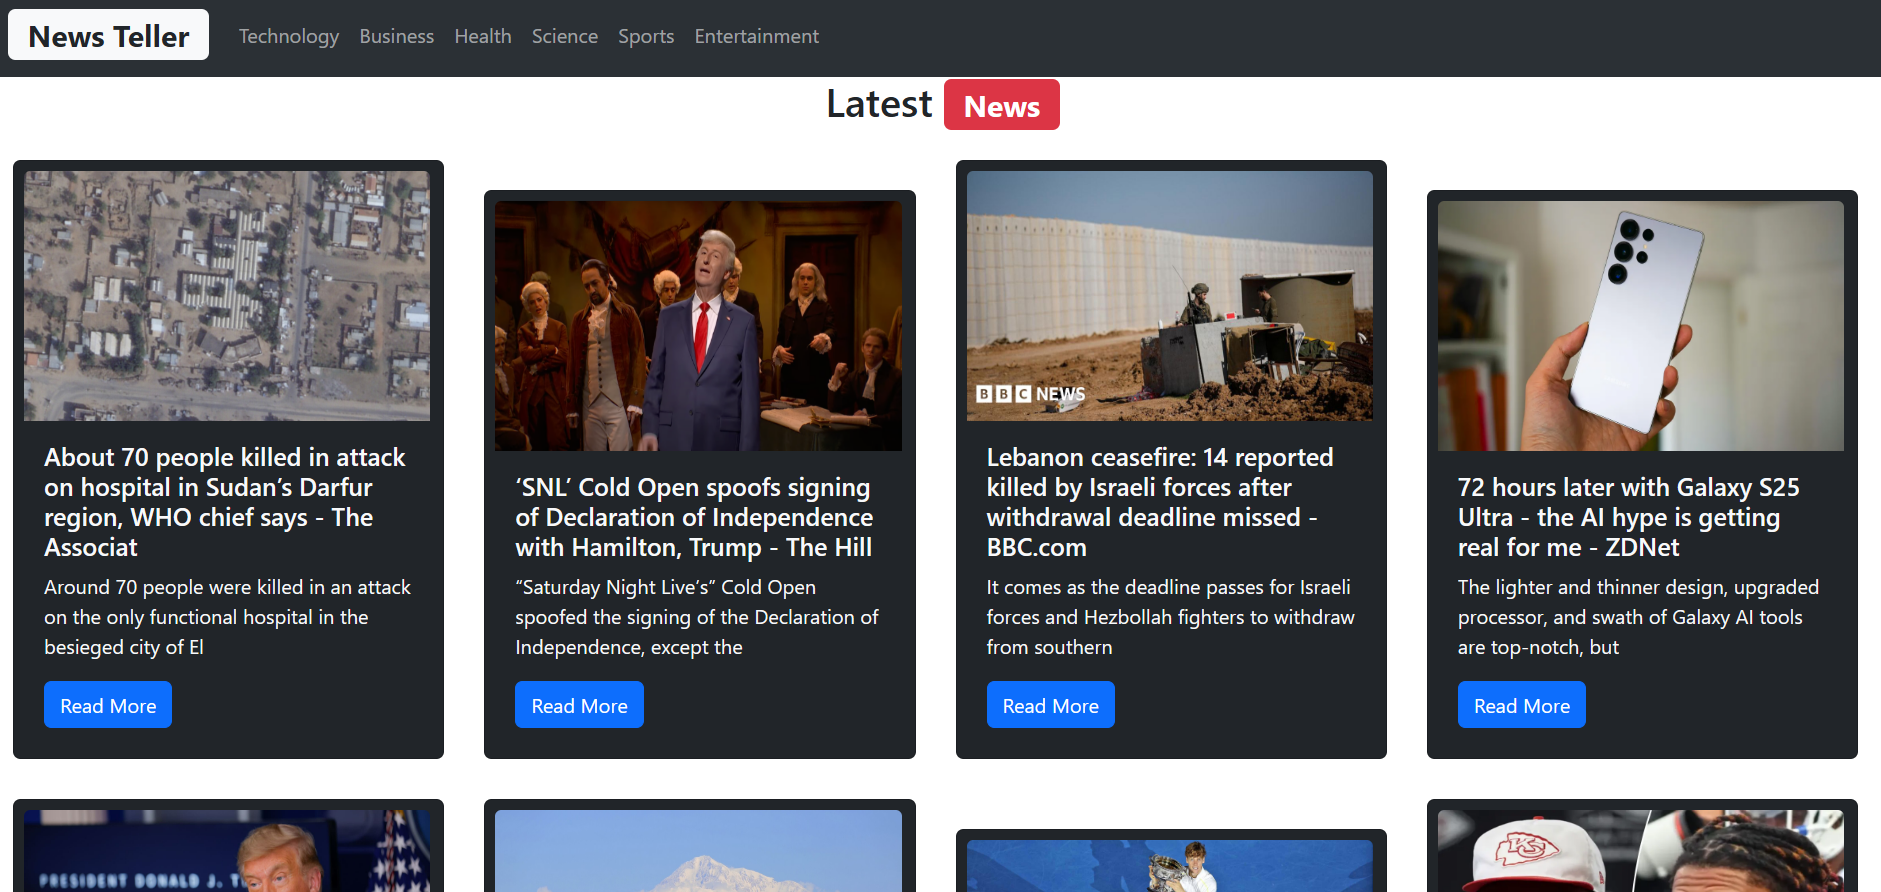 News Teller
Technology Business Health Science Sports Entertainment
Latest News
About 70 people killed in attack
on hospital in Sudan’s Darfur
region, WHO chief says - The
Associat
Around 70 people were killed in an attack
on the only functional hospital in the
besieged city of El
Read More
‘SNL’ Cold Open spoofs signing
of Declaration of Independence
with Hamilton, Trump - The Hill
“Saturday Night Live’s” Cold Open
spoofed the signing of the Declaration of
Independence, except the
Read More
BBC NEWS
Lebanon ceasefire: 14 reported
killed by Israeli forces after
withdrawal deadline missed -
BBC.com
It comes as the deadline passes for Israeli
forces and Hezbollah fighters to withdraw
from southern
Read More
72 hours later with Galaxy S25
Ultra - the AI hype is getting
real for me - ZDNet
The lighter and thinner design, upgraded
processor, and swath of Galaxy AI tools
are top-notch, but
Read More
PRESIDENT DONALD J. T
KC